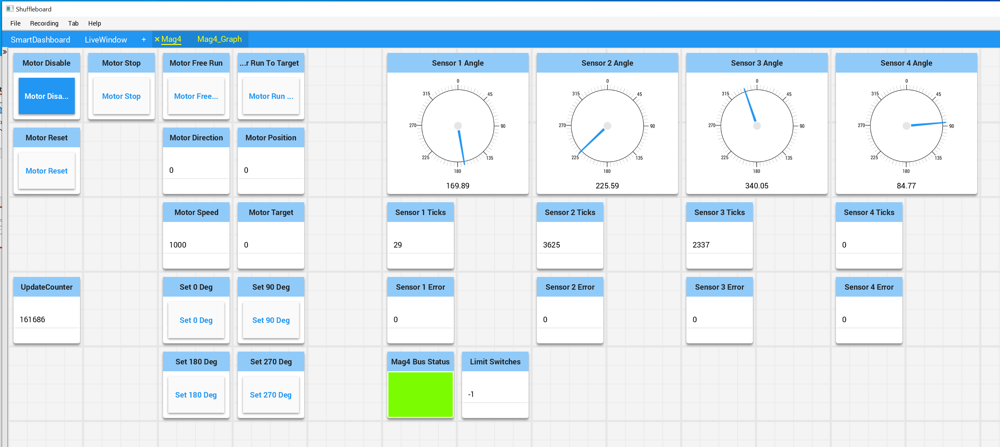 Shuffleboard
File Recording Tab Help
SmartDashboard LiveWindow + × Mag4 Mag4_Graph
»
Motor Disable Motor Stop Motor Free Run ...r Run To Target Sensor 1 Angle Sensor 2 Angle Sensor 3 Angle Sensor 4 Angle
Motor Disa... Motor Stop Motor Free... Motor Run ...
0 45 90 135 180 225 270 315
169.89
0 45 90 135 180 225 270 315
225.59
0 45 90 135 180 225 270 315
340.05
0 45 90 135 180 225 270 315
84.77
Motor Reset Motor Direction Motor Position
Motor Reset 0 0
Motor Speed Motor Target Sensor 1 Ticks Sensor 2 Ticks Sensor 3 Ticks Sensor 4 Ticks
1000 0 29 3625 2337 0
UpdateCounter Set 0 Deg Set 90 Deg Sensor 1 Error Sensor 2 Error Sensor 3 Error Sensor 4 Error
161686 Set 0 Deg Set 90 Deg 0 0 0 0
Set 180 Deg Set 270 Deg Mag4 Bus Status Limit Switches
Set 180 Deg Set 270 Deg -1